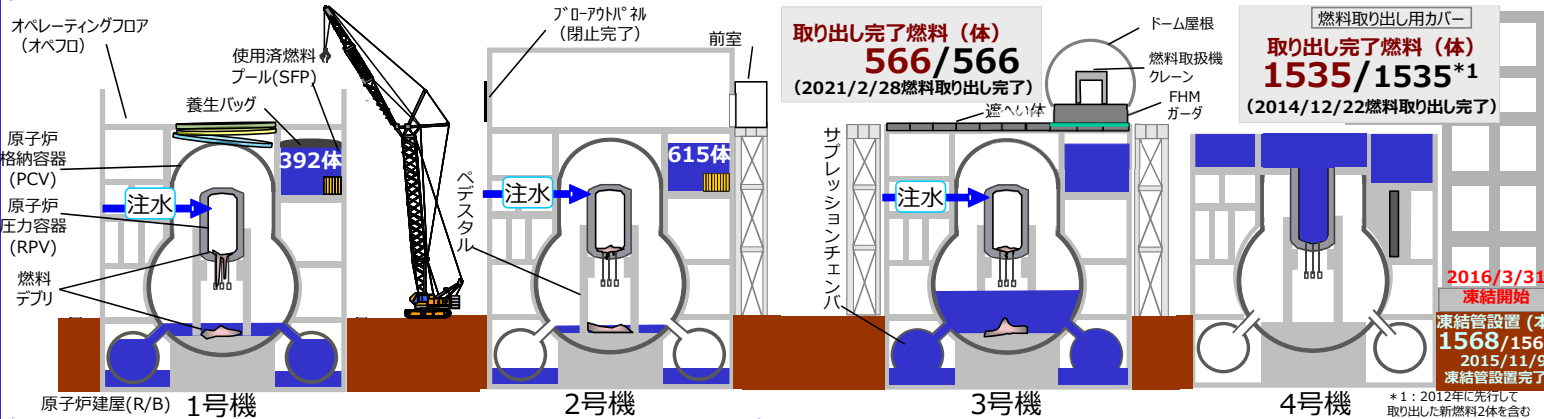 オペレーティングフロア
(オペフロ)
使用済燃料
プール(SFP)
養生バッグ
原子炉
格納容器
(PCV)
392体
注水
原子炉
圧力容器
(RPV)
燃料
デブリ
原子炉建屋(R/B)
1号機
ブローアウトパネル
(閉止完了)
前室
615体
注水
ペデスタル
2号機
取り出し完了燃料(体)
566/566
(2021/2/28燃料取り出し完了)
ドーム屋根
燃料取扱機
クレーン
FHM
ガーダ
遮へい体
サプレッションチェンバ
注水
3号機
燃料取り出し用カバー
取り出し完了燃料(体)
1535/1535*1
(2014/12/22燃料取り出し完了)
4号機
2016/3/31
凍結開始
凍結管設置 (本
1568/156
2015/11/9
凍結管設置完了
*1:2012年に先行して
取り出した新燃料2体を含む